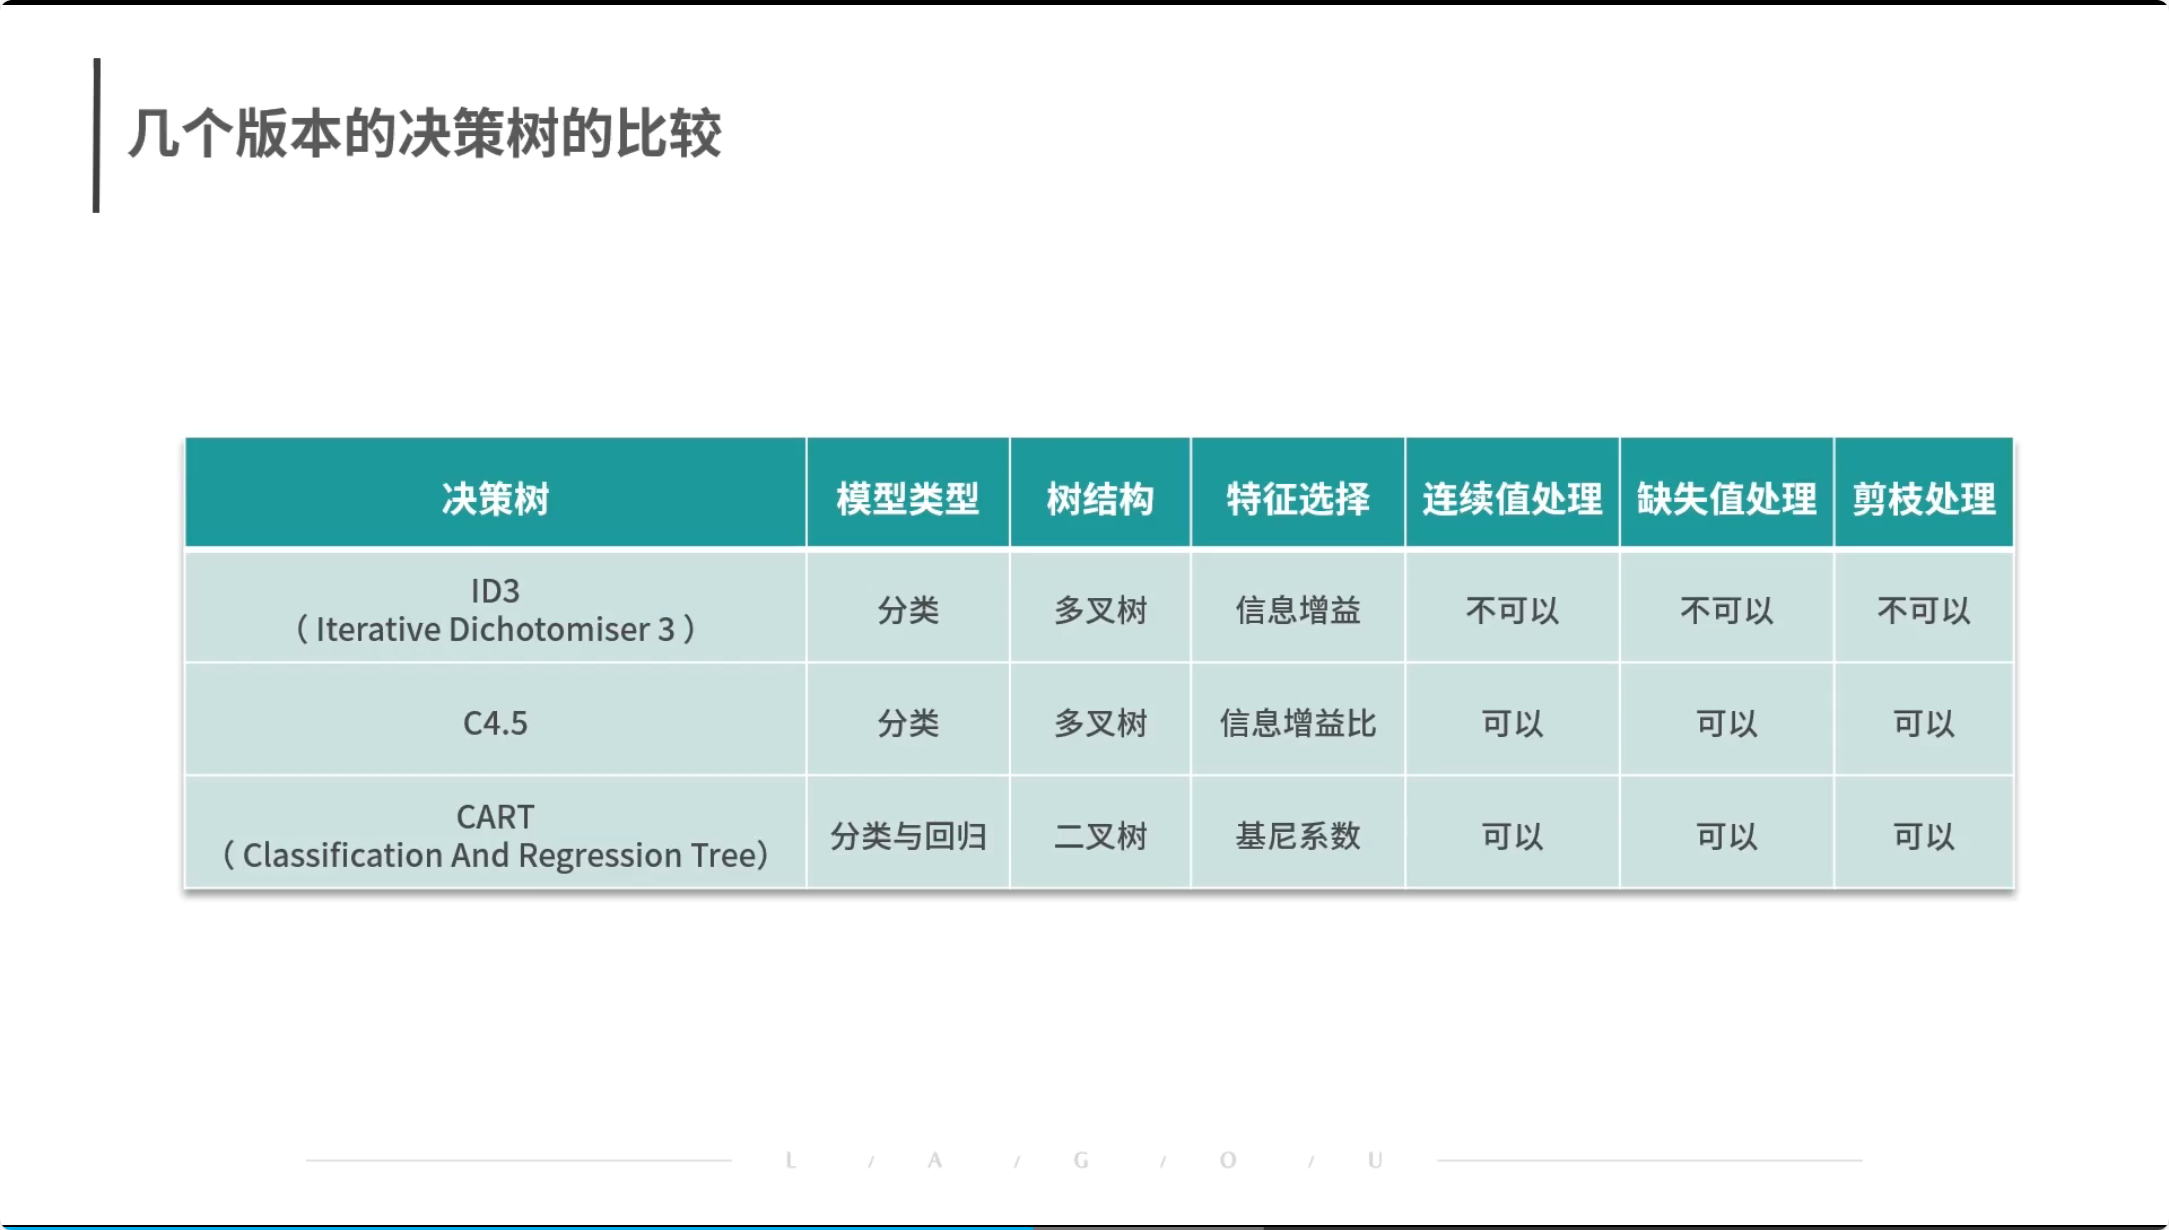 几个版本的决策树的比较
决策树 模型类型 树结构 特征选择 连续值处理 缺失值处理 剪枝处理
ID3
（ Iterative Dichotomiser 3 ） 分类 多叉树 信息增益 不可以 不可以 不可以
C4.5 分类 多叉树 信息增益比 可以 可以 可以
CART
（ Classification And Regression Tree） 分类与回归 二叉树 基尼系数 可以 可以 可以
L / A / G / O / U